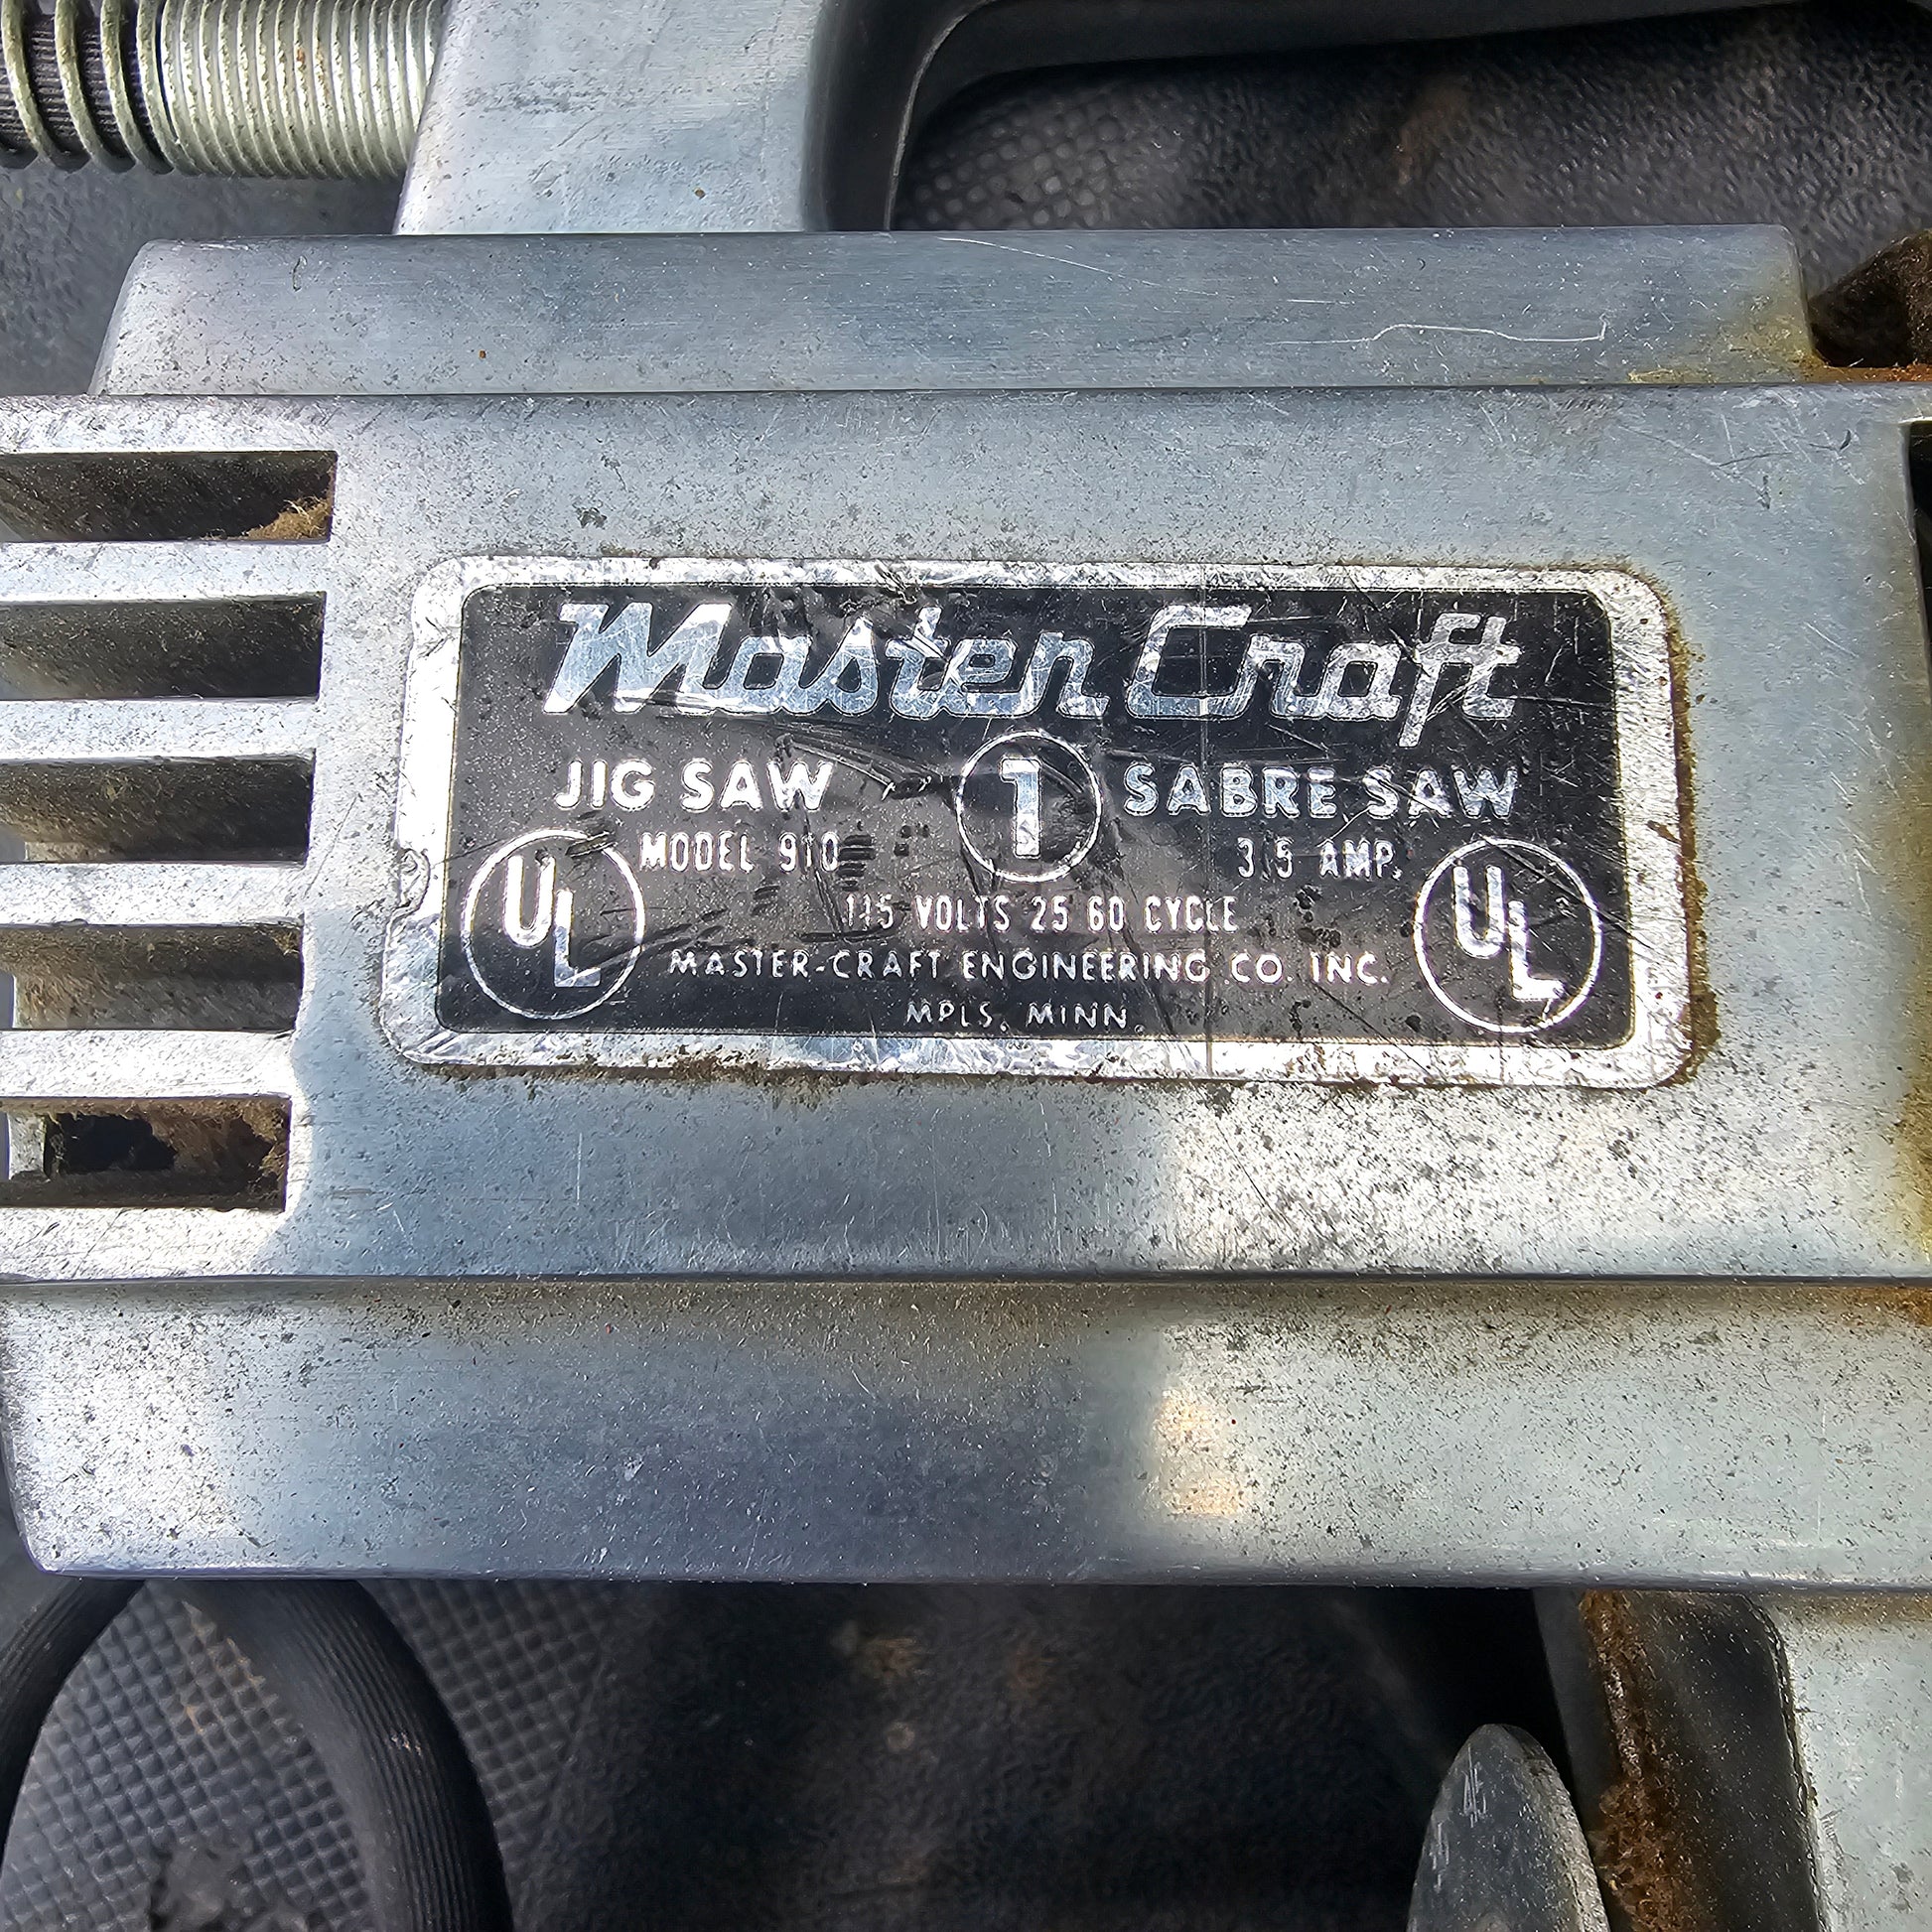 Master Craft
JIG SAW 1 SABRE SAW
MODEL 910 3.5 AMP.
UL 115 VOLTS 25 60 CYCLE UL
MASTER-CRAFT ENGINEERING CO. INC.
MPLS. MINN.